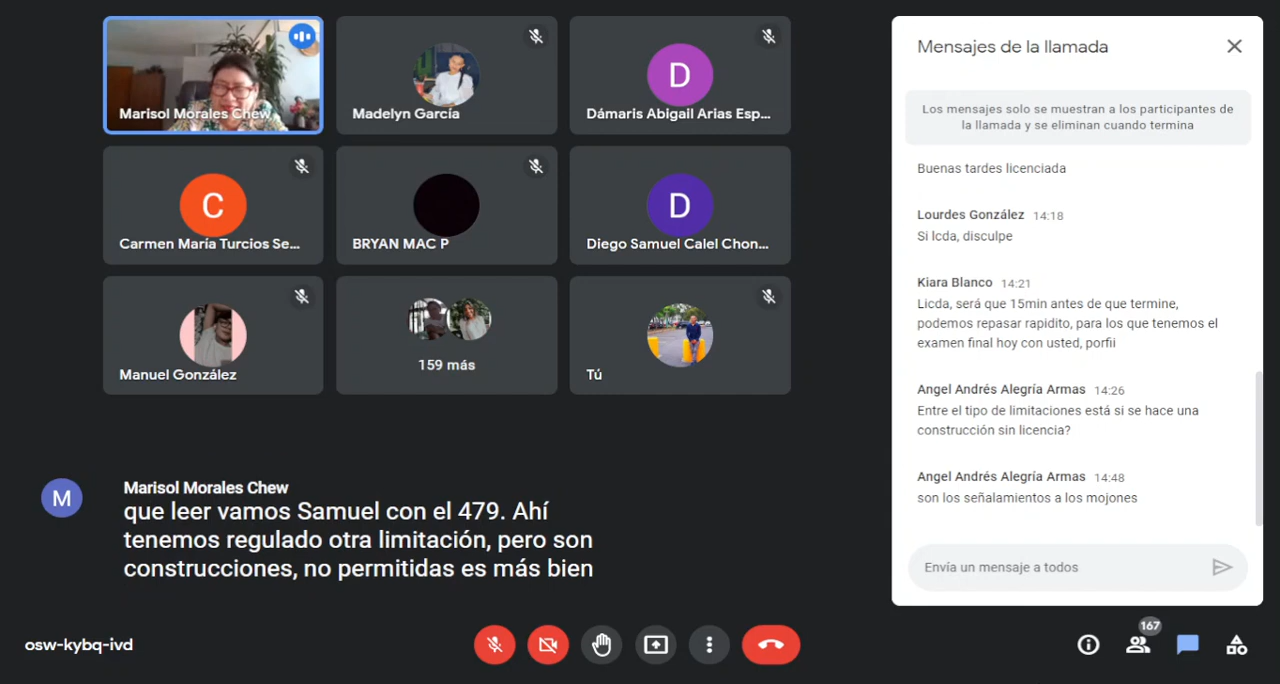 Marisol Morales Chew
Madelyn García
D
Dámaris Abigail Arias Esp...
C
Carmen María Turcios Se...
BRYAN MAC P
D
Diego Samuel Calel Chon...
Manuel González
159 más
Tú
M
Marisol Morales Chew
que leer vamos Samuel con el 479. Ahí
tenemos regulado otra limitación, pero son
construcciones, no permitidas es más bien
osw-kybq-ivd
Mensajes de la llamada
Los mensajes solo se muestran a los participantes de
la llamada y se eliminan cuando termina
Buenas tardes licenciada
Lourdes González 14:18
Si lcda, disculpe
Kiara Blanco 14:21
Licda, será que 15min antes de que termine,
podemos repasar rapidito, para los que tenemos el
examen final hoy con usted, porfii
Angel Andrés Alegría Armas 14:26
Entre el tipo de limitaciones está si se hace una
construcción sin licencia?
Angel Andrés Alegría Armas 14:48
son los señalamientos a los mojones
Envía un mensaje a todos
167